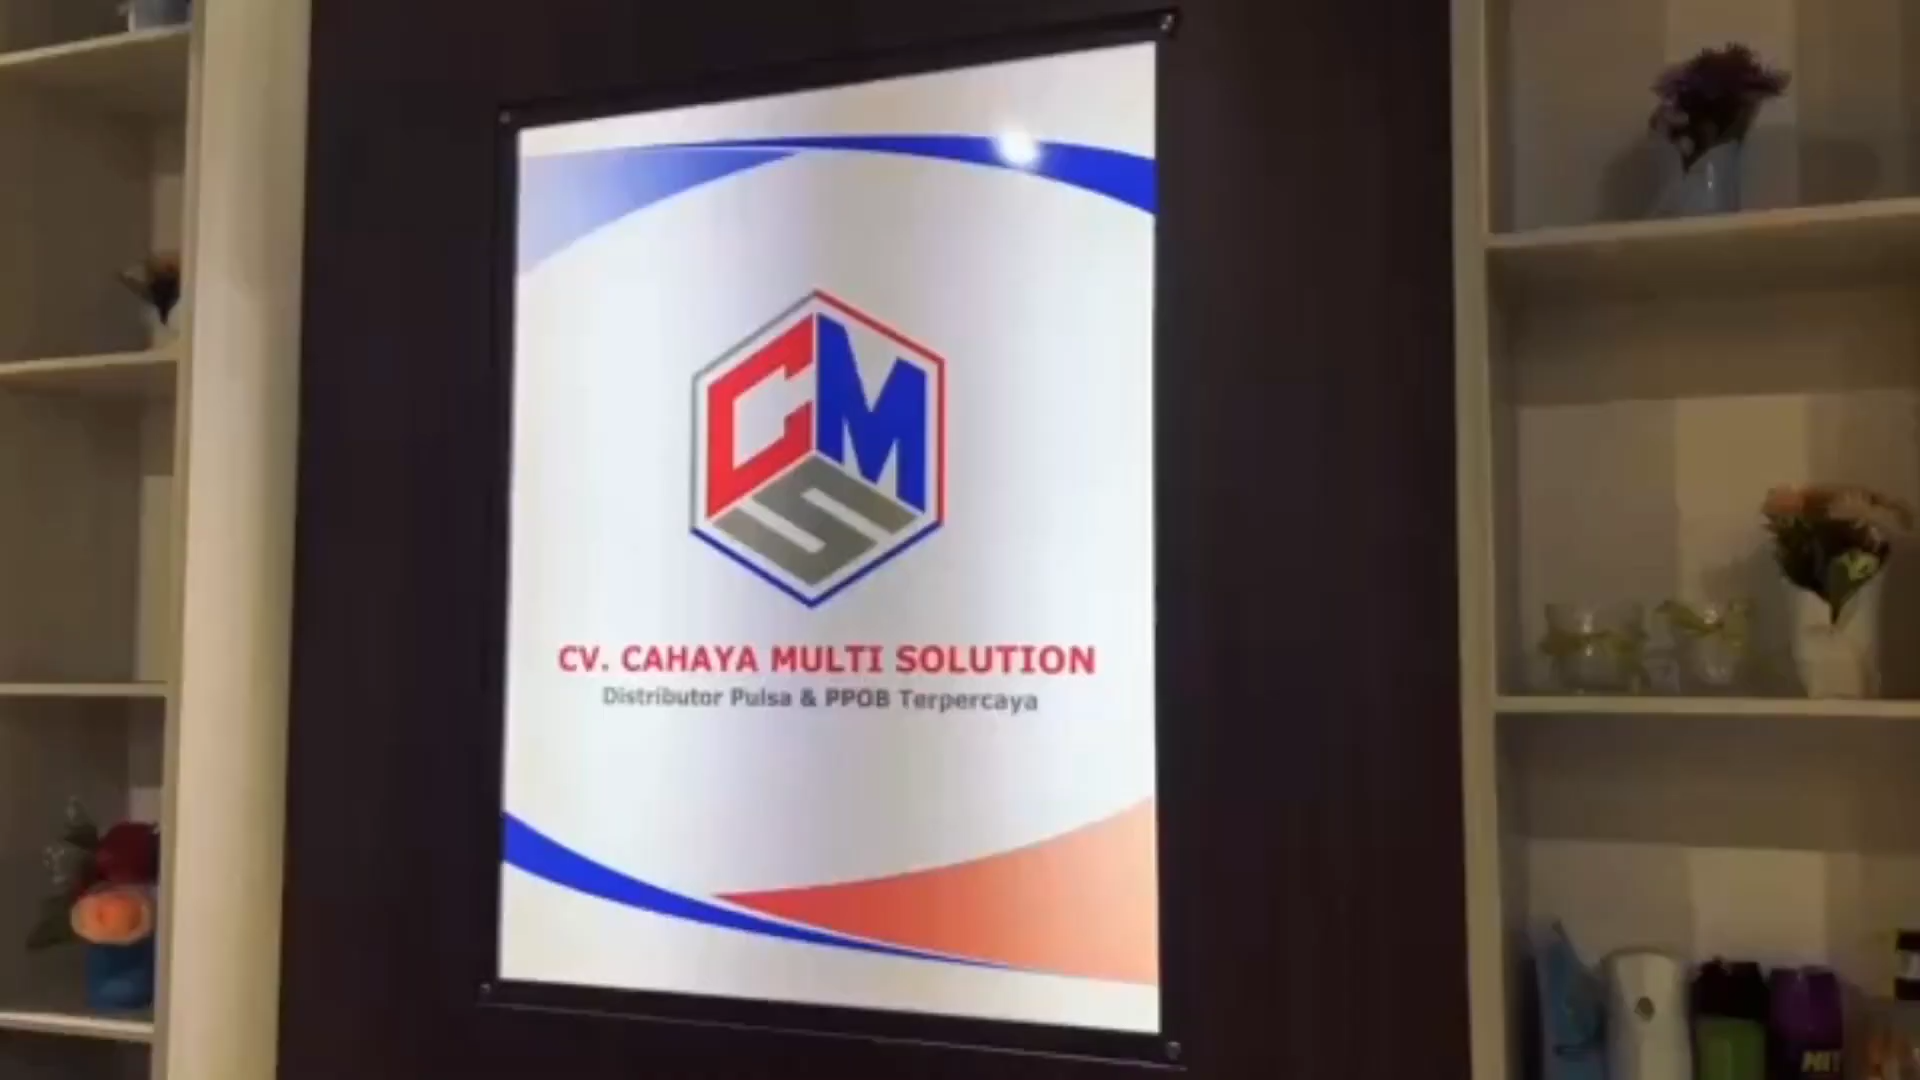 CMS
CV. CAHAYA MULTI SOLUTION
Distributor Pulsa & PPOB Terpercaya